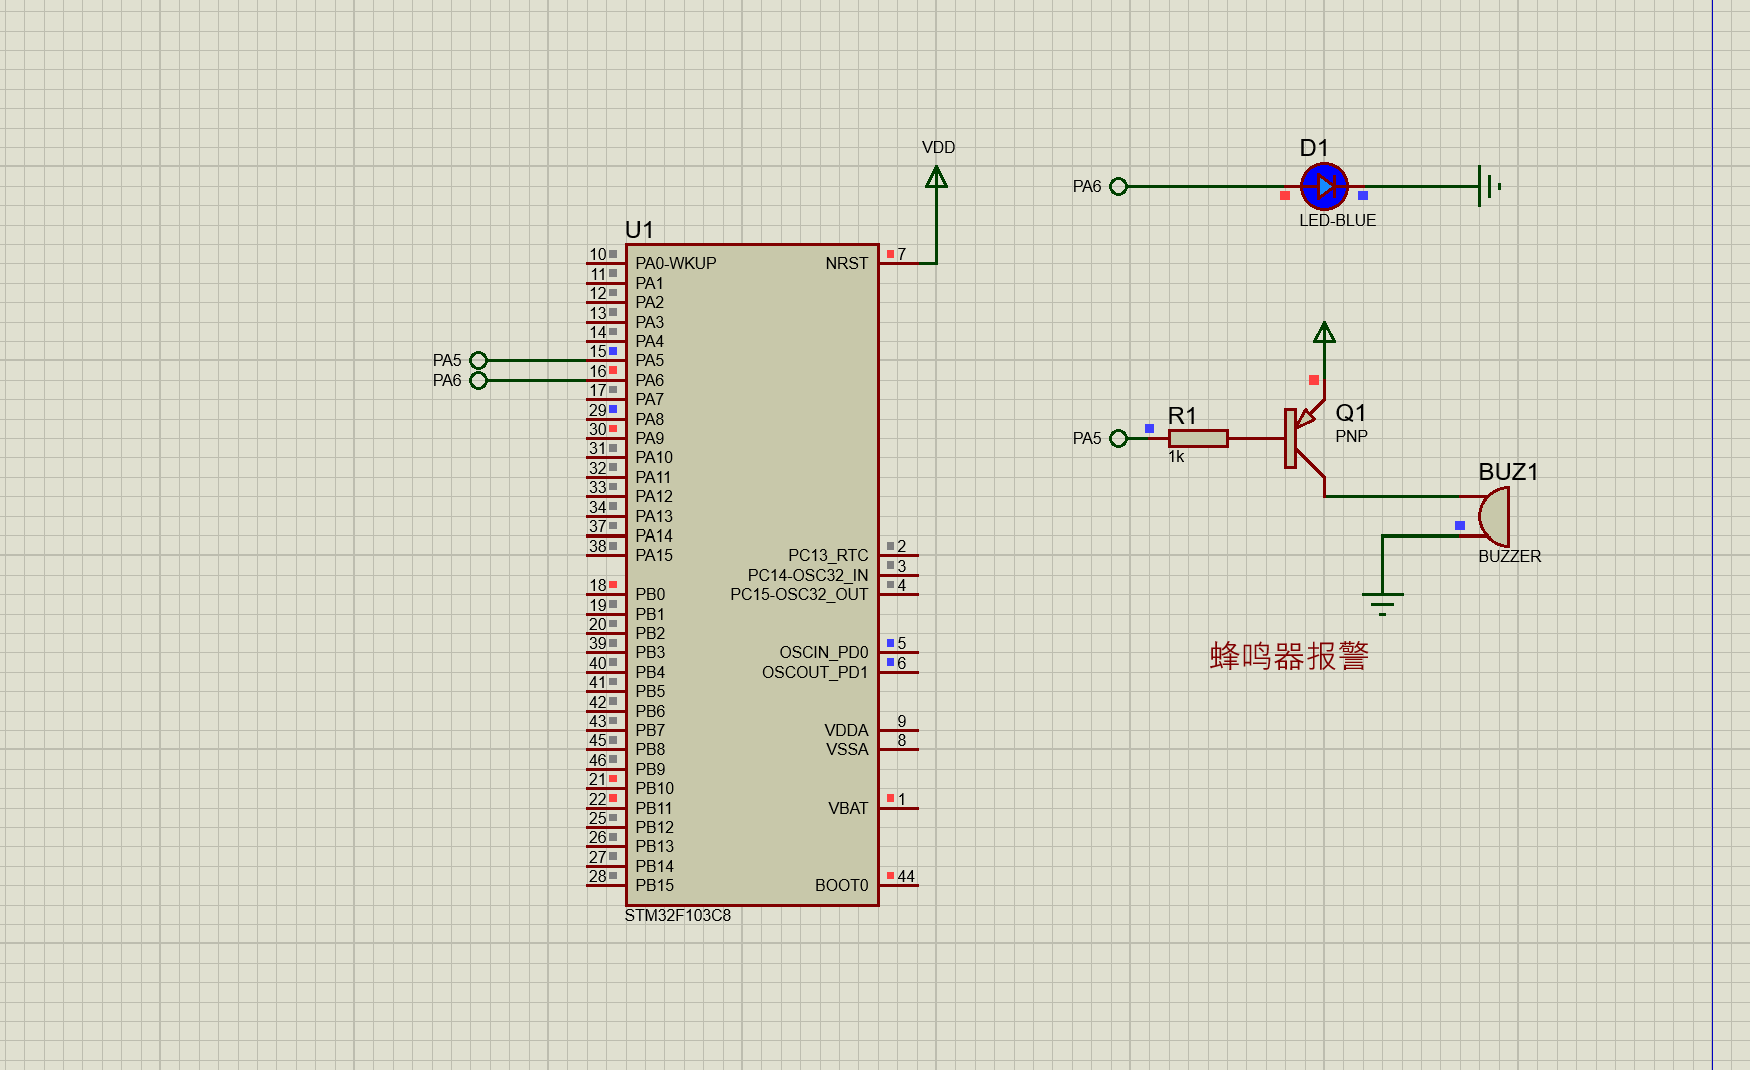 VDD
U1
10 PA0-WKUP
11 PA1
12 PA2
13 PA3
14 PA4
PA5 15 PA5
PA6 16 PA6
17 PA7
29 PA8
30 PA9
31 PA10
32 PA11
33 PA12
34 PA13
37 PA14
38 PA15
18 PB0
19 PB1
20 PB2
39 PB3
40 PB4
41 PB5
42 PB6
43 PB7
45 PB8
46 PB9
21 PB10
22 PB11
25 PB12
26 PB13
27 PB14
28 PB15
NRST 7
PC13_RTC 2
PC14-OSC32_IN 3
PC15-OSC32_OUT 4
OSCIN_PD0 5
OSCOUT_PD1 6
VDDA 9
VSSA 8
VBAT 1
BOOT0 44
STM32F103C8
D1
PA6
LED-BLUE
R1
PA5
1k
Q1
PNP
BUZ1
BUZZER
蜂鸣器报警